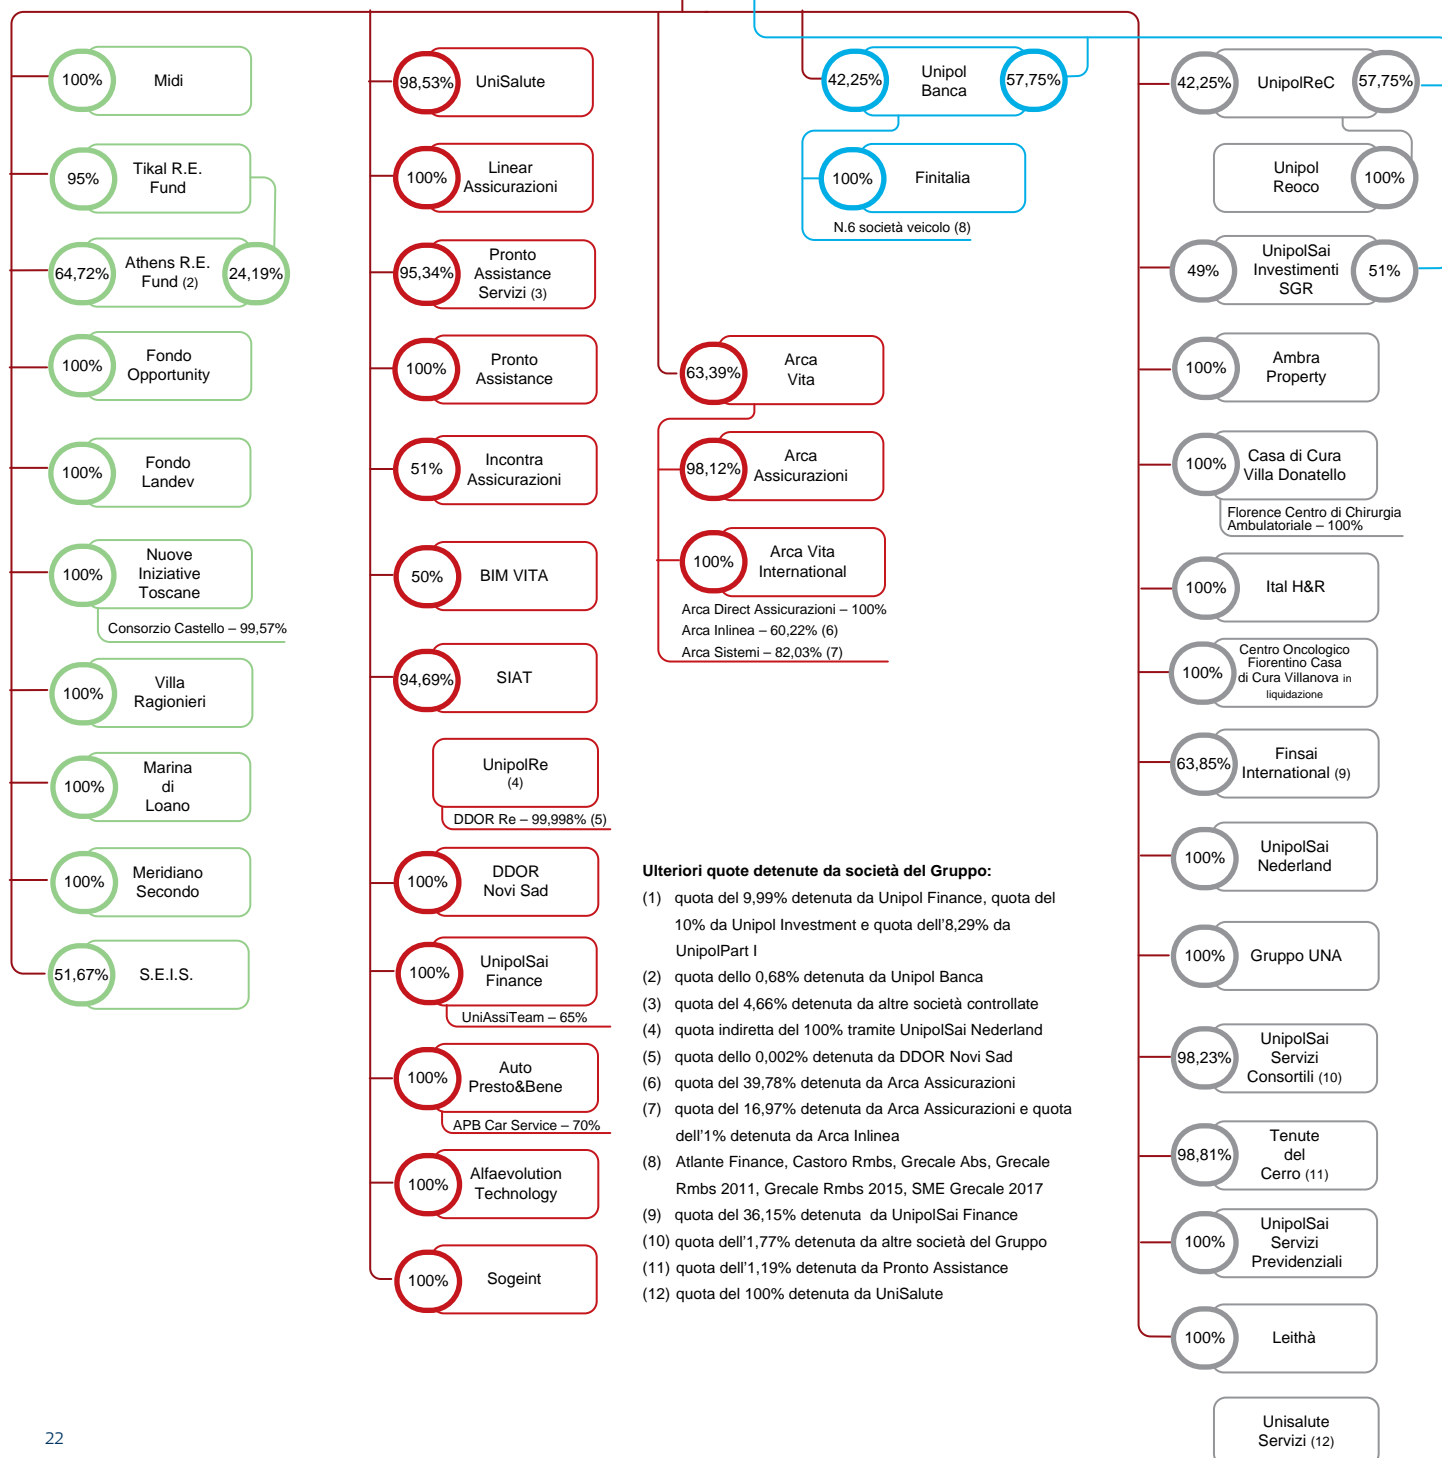 100%
Midi
95%
Tikal R.E.
Fund
64,72%
Athens R.E.
Fund (2)
24,19%
100%
Fondo
Opportunity
100%
Fondo
Landev
100%
Nuove
Iniziative
Toscane
Consorzio Castello – 99,57%
100%
Villa
Ragionieri
100%
Marina
di
Loano
100%
Meridiano
Secondo
51,67%
S.E.I.S.
98,53%
UniSalute
100%
Linear
Assicurazioni
95,34%
Pronto
Assistance
Servizi (3)
100%
Pronto
Assistance
51%
Incontra
Assicurazioni
50%
BIM VITA
94,69%
SIAT
UnipolRe
(4)
DDOR Re – 99,998% (5)
100%
DDOR
Novi Sad
100%
UnipolSai
Finance
UniAssiTeam – 65%
100%
Auto
Presto&Bene
APB Car Service – 70%
100%
Alfaevolution
Technology
100%
Sogeint
42,25%
Unipol
Banca
57,75%
100%
Finitalia
N.6 società veicolo (8)
63,39%
Arca
Vita
98,12%
Arca
Assicurazioni
100%
Arca Vita
International
Arca Direct Assicurazioni – 100%
Arca Inlinea – 60,22% (6)
Arca Sistemi – 82,03% (7)
Ulteriori quote detenute da società del Gruppo:
(1) quota del 9,99% detenuta da Unipol Finance, quota del
10% da Unipol Investment e quota dell'8,29% da
UnipolPart I
(2) quota dello 0,68% detenuta da Unipol Banca
(3) quota del 4,66% detenuta da altre società controllate
(4) quota indiretta del 100% tramite UnipolSai Nederland
(5) quota dello 0,002% detenuta da DDOR Novi Sad
(6) quota del 39,78% detenuta da Arca Assicurazioni
(7) quota del 16,97% detenuta da Arca Assicurazioni e quota
dell'1% detenuta da Arca Inlinea
(8) Atlante Finance, Castoro Rmbs, Grecale Abs, Grecale
Rmbs 2011, Grecale Rmbs 2015, SME Grecale 2017
(9) quota del 36,15% detenuta da UnipolSai Finance
(10) quota dell'1,77% detenuta da altre società del Gruppo
(11) quota dell'1,19% detenuta da Pronto Assistance
(12) quota del 100% detenuta da UniSalute
42,25%
UnipolReC
57,75%
Unipol
Reoco
100%
49%
UnipolSai
Investimenti
SGR
51%
100%
Ambra
Property
100%
Casa di Cura
Villa Donatello
Florence Centro di Chirurgia
Ambulatoriale – 100%
100%
Ital H&R
100%
Centro Oncologico
Fiorentino Casa
di Cura Villanova in
liquidazione
63,85%
Finsai
International (9)
100%
UnipolSai
Nederland
100%
Gruppo UNA
98,23%
UnipolSai
Servizi
Consortili (10)
98,81%
Tenute
del
Cerro (11)
100%
UnipolSai
Servizi
Previdenziali
100%
Leithà
Unisalute
Servizi (12)
22